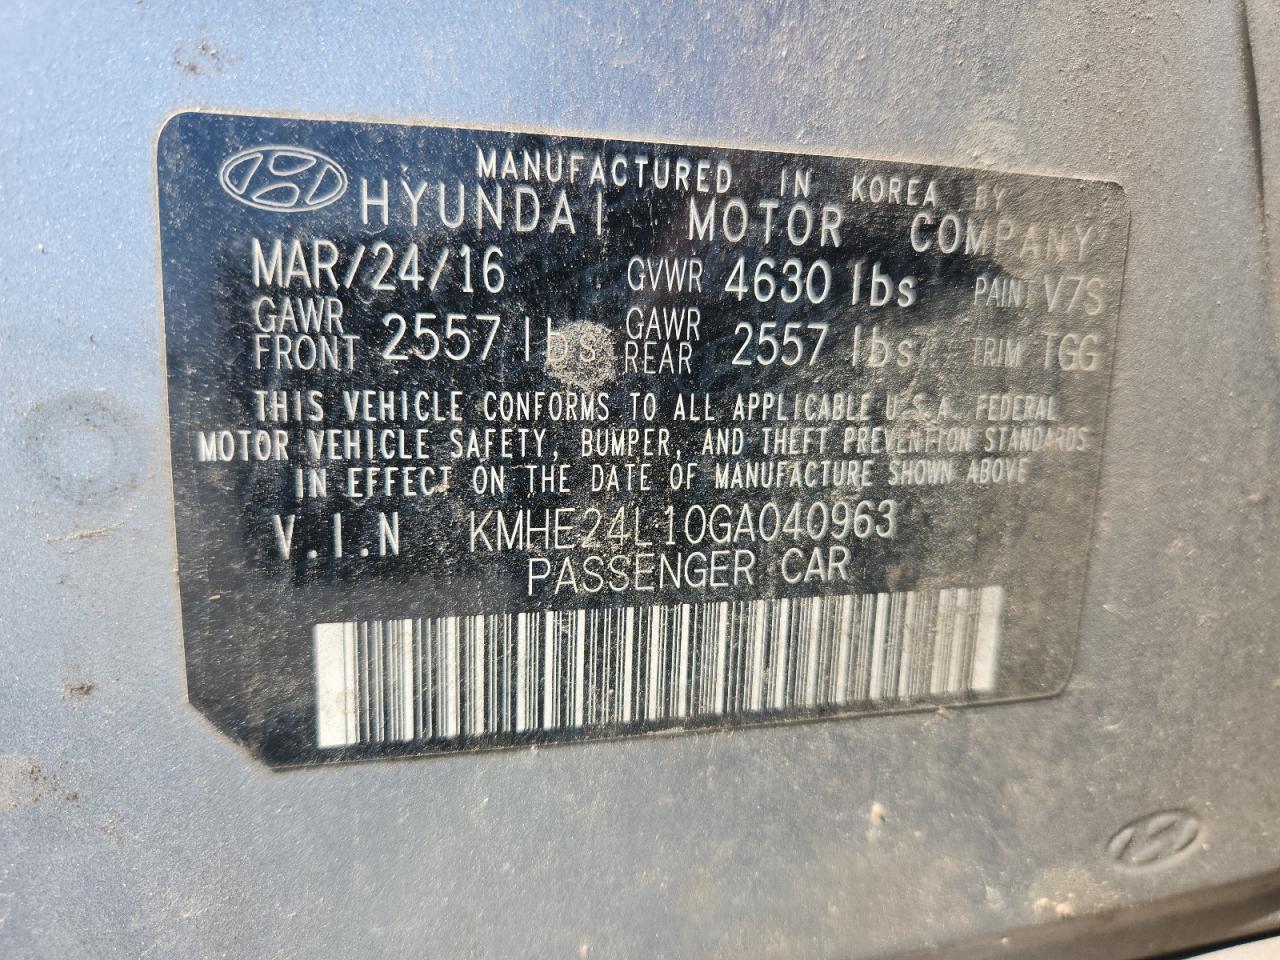 MANUFACTURED IN KOREA BY
HYUNDAI MOTOR COMPANY
MAR/24/16 GVWR 4630 lbs PAINT V7S
GAWR FRONT 2557 lbs GAWR REAR 2557 lbs TRIM TGG
THIS VEHICLE CONFORMS TO ALL APPLICABLE U.S.A. FEDERAL
MOTOR VEHICLE SAFETY, BUMPER, AND THEFT PREVENTION STANDARDS
IN EFFECT ON THE DATE OF MANUFACTURE SHOWN ABOVE
V.I.N KMHE24L10GA040963
PASSENGER CAR